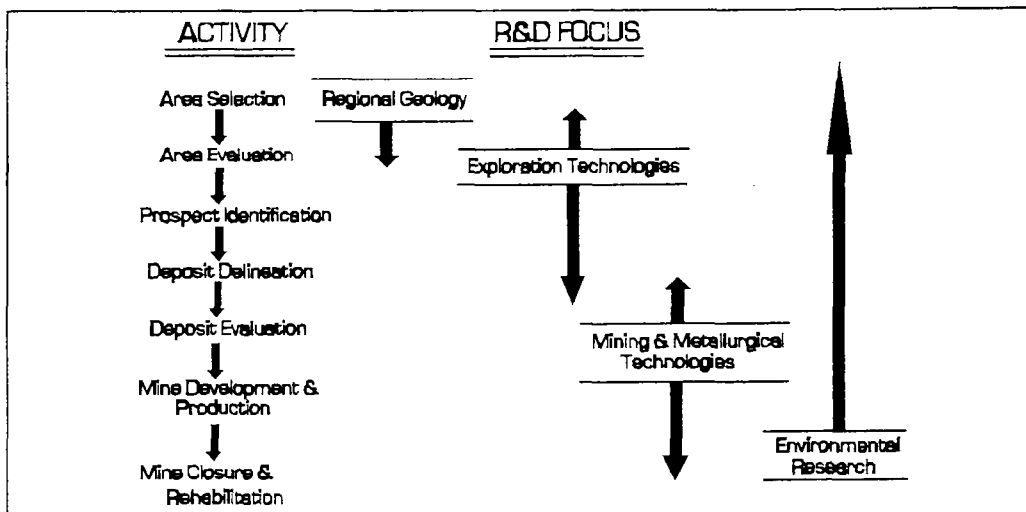 ACTIVITY
R&D FOCUS
Area Selection
Regional Geology
Area Evaluation
Exploration Technologies
Prospect Identification
Deposit Delineation
Deposit Evaluation
Mining & Metallurgical
Technologies
Mine Development &
Production
Environmental
Research
Mine Closure &
Rehabilitation